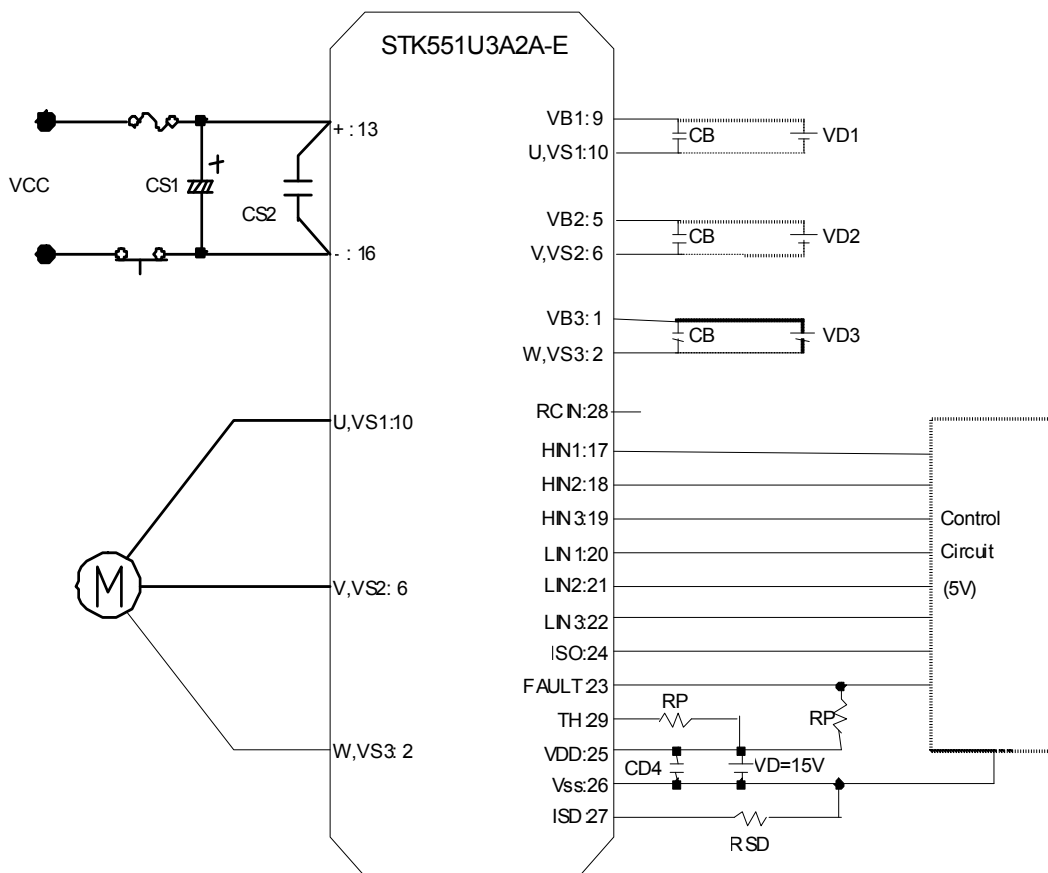 STK551U3A2A-E
VCC
CS1
+
CS2
+ : 13
- : 16
U,VS1:10
V,VS2: 6
W,VS3: 2
M
VB1: 9
U,VS1:10
CB
VD1
VB2: 5
V,VS2: 6
CB
VD2
VB3: 1
W,VS3: 2
CB
VD3
RCIN:28
HIN1:17
HIN2:18
HIN3:19
LIN1:20
LIN2:21
LIN3:22
ISO:24
FAULT:23
TH:29
VDD:25
Vss:26
ISD:27
RP
RP
CD4
VD=15V
RSD
Control
Circuit
(5V)